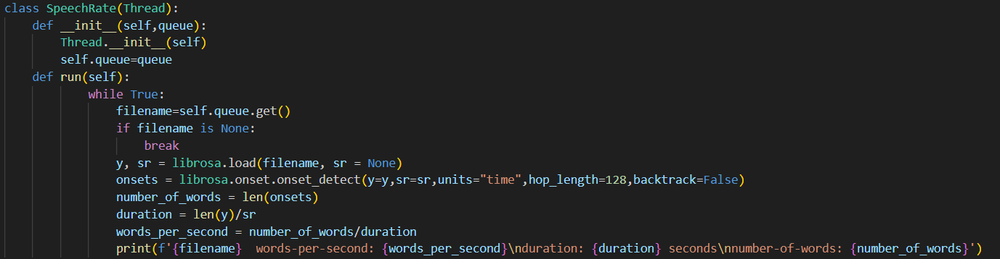 class SpeechRate(Thread):
    def __init__(self,queue):
        Thread.__init__(self)
        self.queue=queue
    def run(self):
            while True:
                filename=self.queue.get()
                if filename is None:
                    break
                y, sr = librosa.load(filename, sr = None)
                onsets = librosa.onset.onset_detect(y=y,sr=sr,units="time",hop_length=128,backtrack=False)
                number_of_words = len(onsets)
                duration = len(y)/sr
                words_per_second = number_of_words/duration
                print(f'{filename}  words-per-second: {words_per_second}\nduration: {duration} seconds\nnumber-of-words: {number_of_words}')